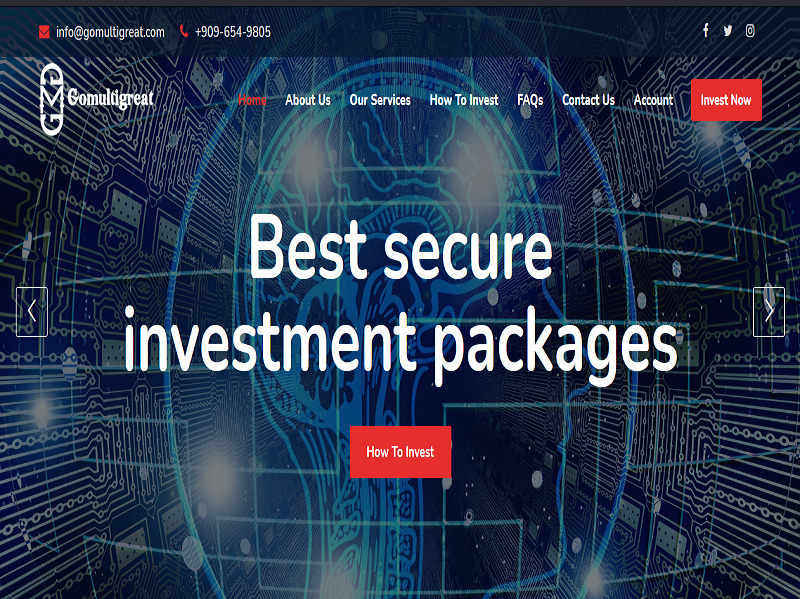 info@gomultigreat.com +909-654-9805
Gomultigreat
Home About Us Our Services How To Invest FAQs Contact Us Account Invest Now
Best secure
investment packages
How To Invest